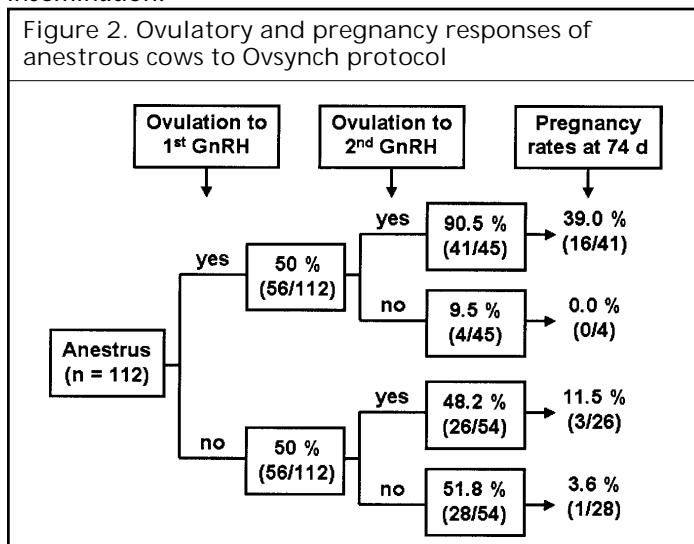 insemination.
Figure 2. Ovulatory and pregnancy responses of
anestrous cows to Ovsynch protocol
Ovulation to
1st GnRH
Ovulation to
2nd GnRH
Pregnancy
rates at 74 d
Anestrus
(n = 112)
yes
50 %
(56/112)
yes
90.5 %
(41/45)
39.0 %
(16/41)
no
9.5 %
(4/45)
0.0 %
(0/4)
no
50 %
(56/112)
yes
48.2 %
(26/54)
11.5 %
(3/26)
no
51.8 %
(28/54)
3.6 %
(1/28)